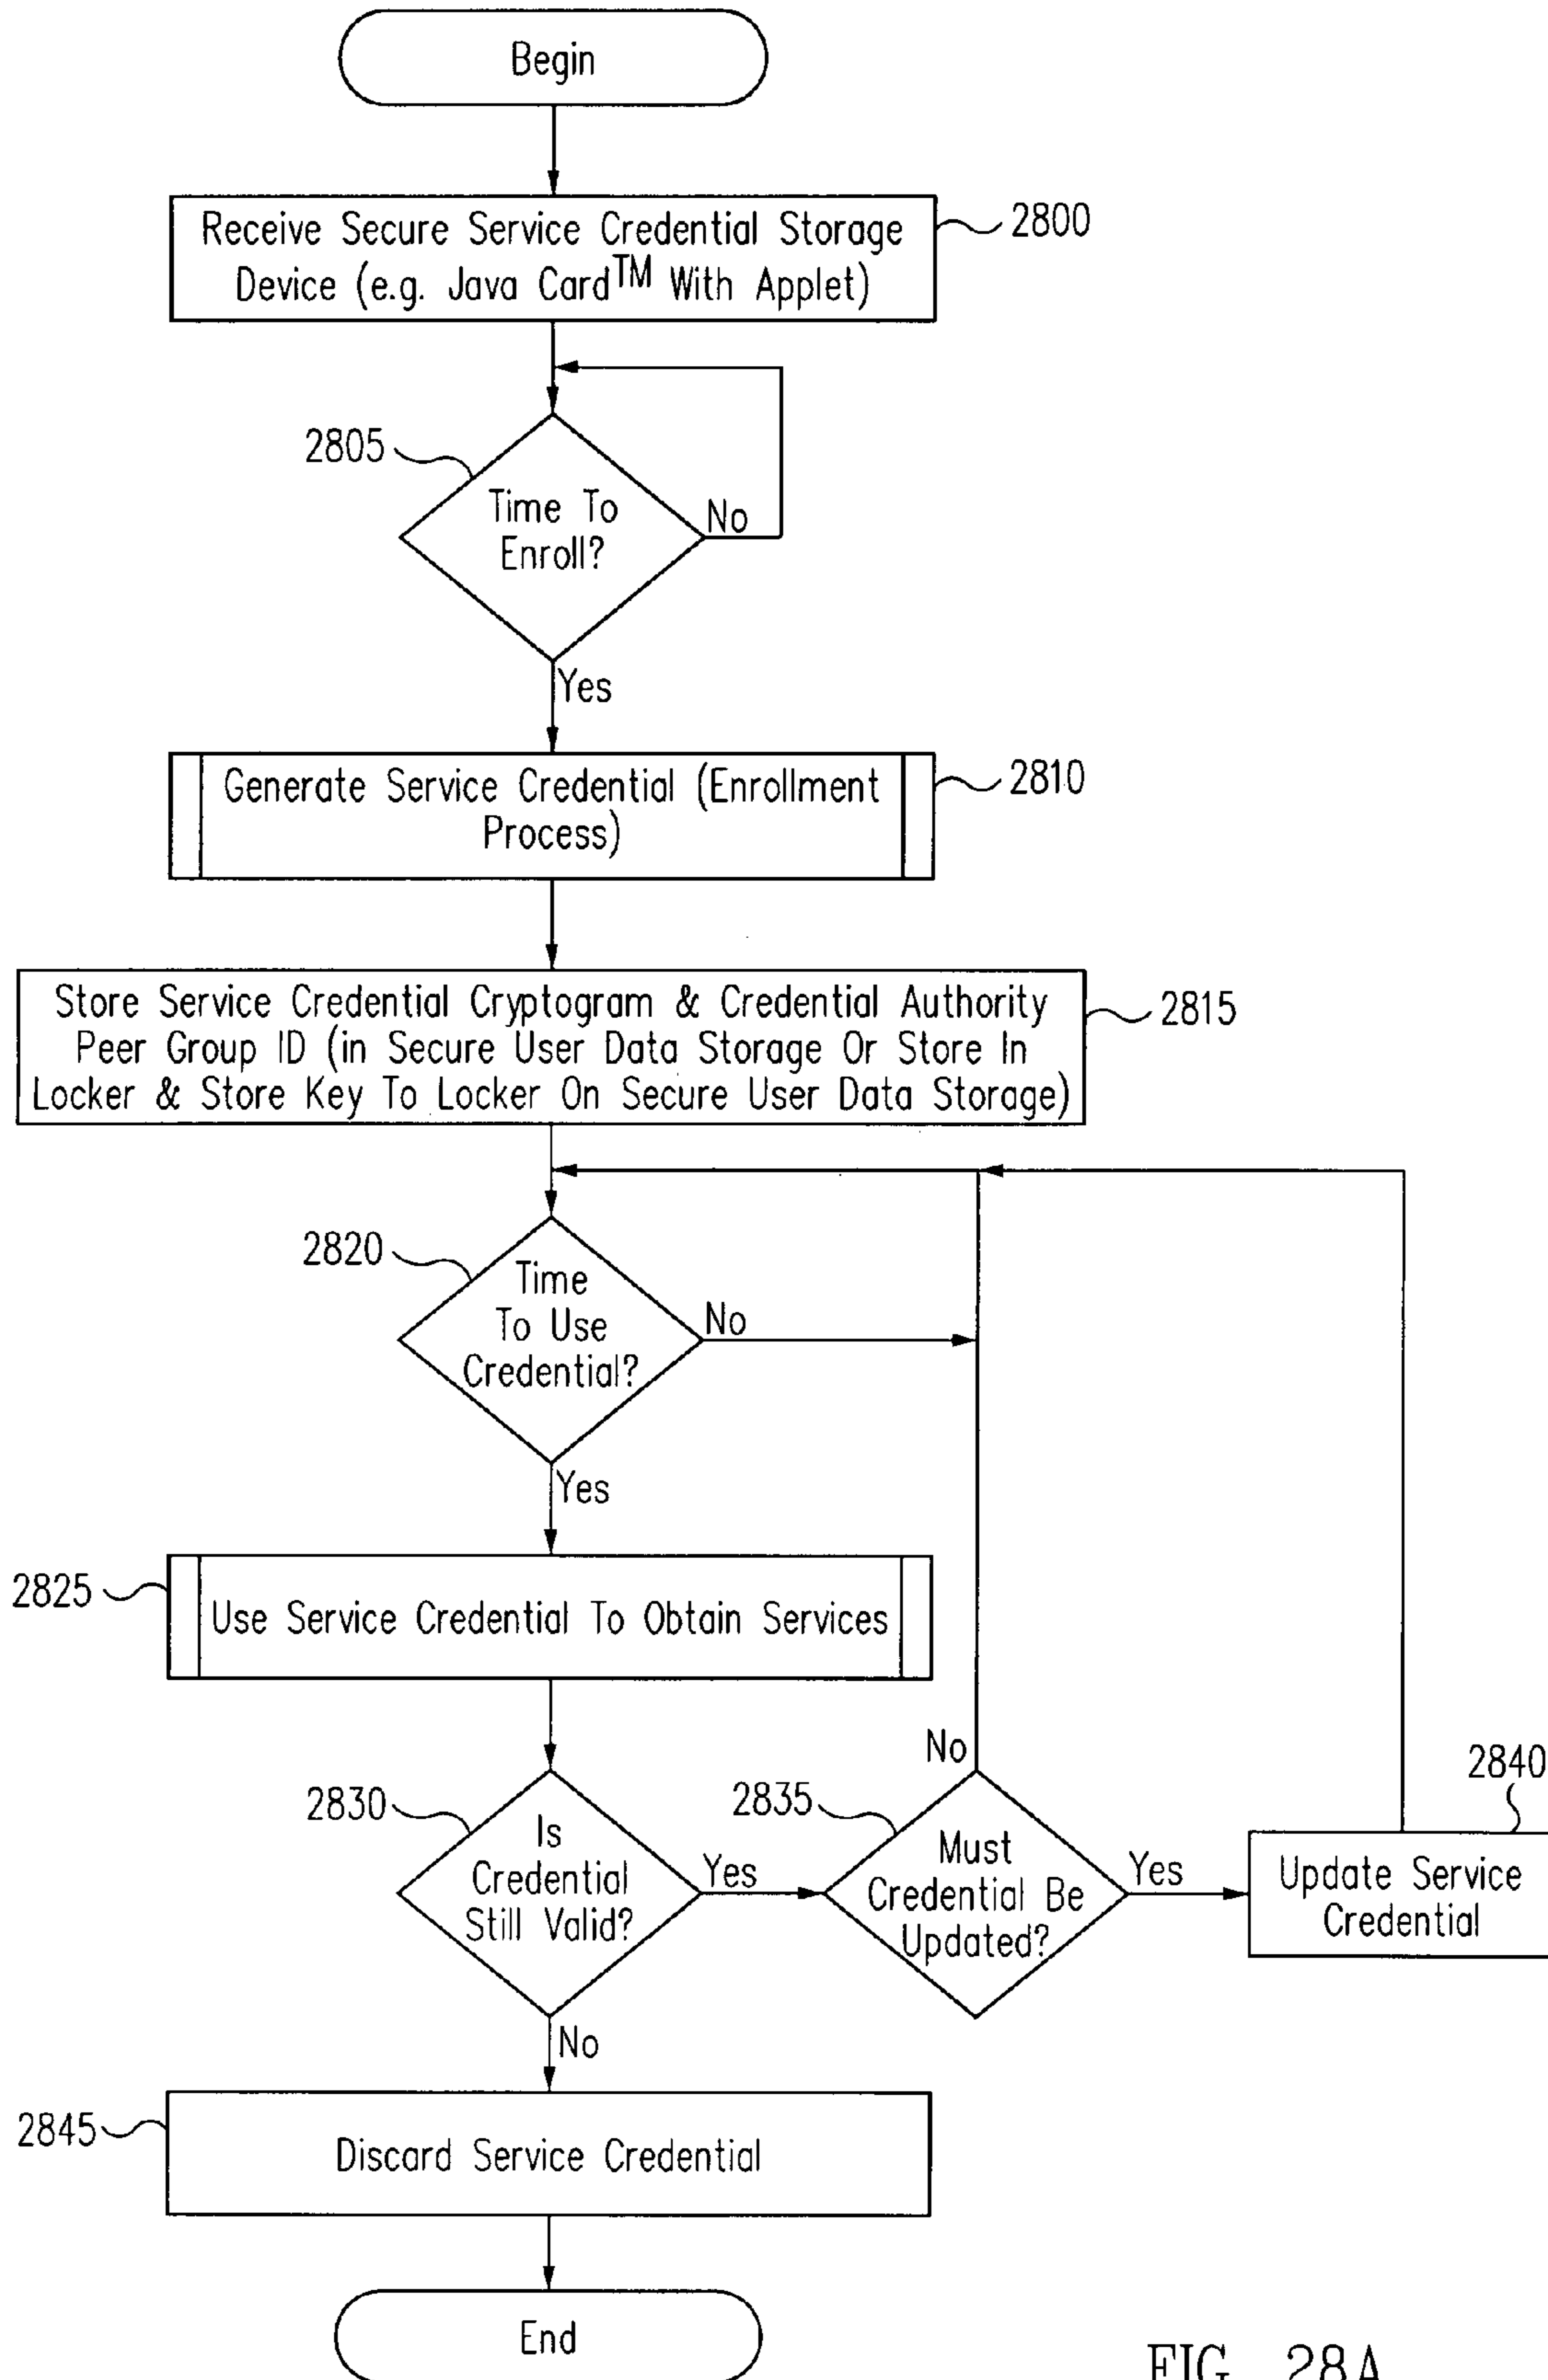 Begin
Receive Secure Service Credential Storage
Device (e.g. Java Card™ With Applet)
2800
2805
Time To
Enroll?
No
Yes
Generate Service Credential (Enrollment
Process)
2810
Store Service Credential Cryptogram & Credential Authority
Peer Group ID (in Secure User Data Storage Or Store In
Locker & Store Key To Locker On Secure User Data Storage)
2815
2820
Time
To Use
Credential?
No
Yes
2825
Use Service Credential To Obtain Services
2830
Is
Credential
Still Valid?
Yes
No
2835
Must
Credential Be
Updated?
No
Yes
2840
Update Service
Credential
2845
Discard Service Credential
End
FIG. 28A